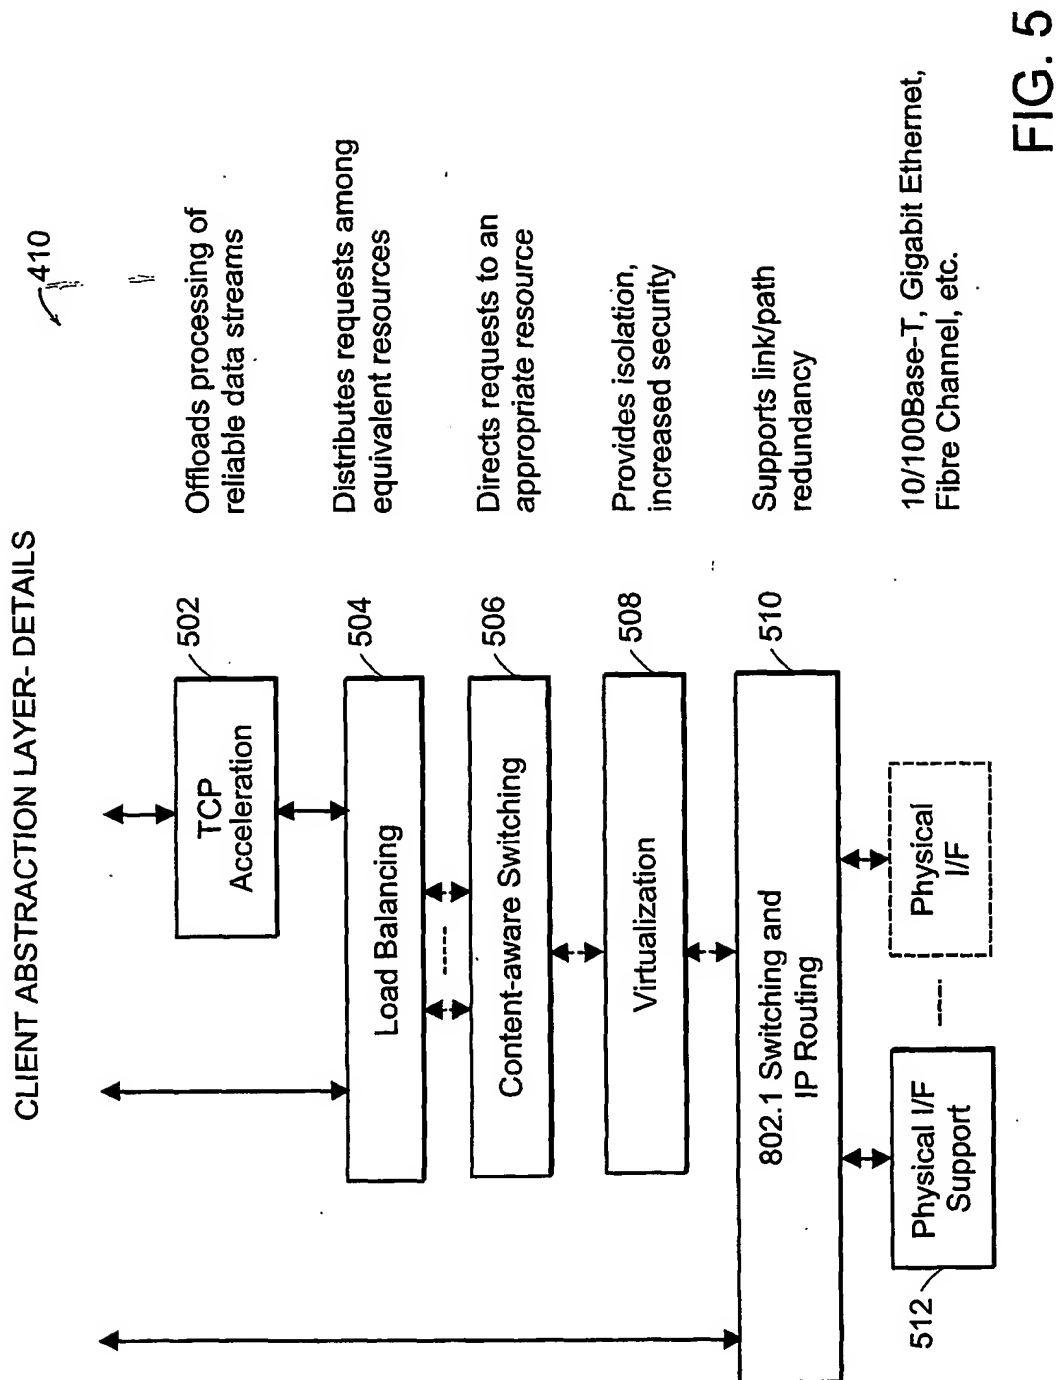 CLIENT ABSTRACTION LAYER- DETAILS
410
TCP
Acceleration
502
Offloads processing of
reliable data streams
Load Balancing
504
Distributes requests among
equivalent resources
Content-aware Switching
506
Directs requests to an
appropriate resource
Virtualization
508
Provides isolation,
increased security
802.1 Switching and
IP Routing
510
Supports link/path
redundancy
512
Physical I/F
Support
Physical
I/F
10/100Base-T, Gigabit Ethernet,
Fibre Channel, etc.
FIG. 5